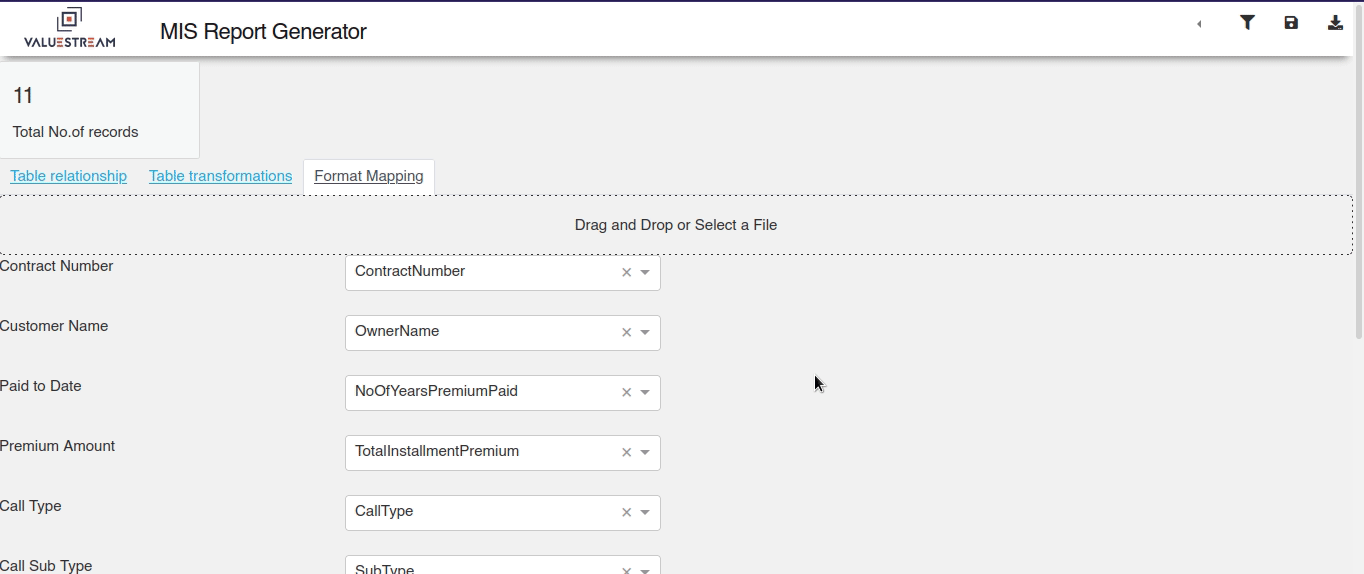 VALUESTREAM
MIS Report Generator
11
Total No.of records
Table relationship Table transformations Format Mapping
Drag and Drop or Select a File
Contract Number ContractNumber
Customer Name OwnerName
Paid to Date NoOfYearsPremiumPaid
Premium Amount TotalInstallmentPremium
Call Type CallType
Call Sub Type SubType